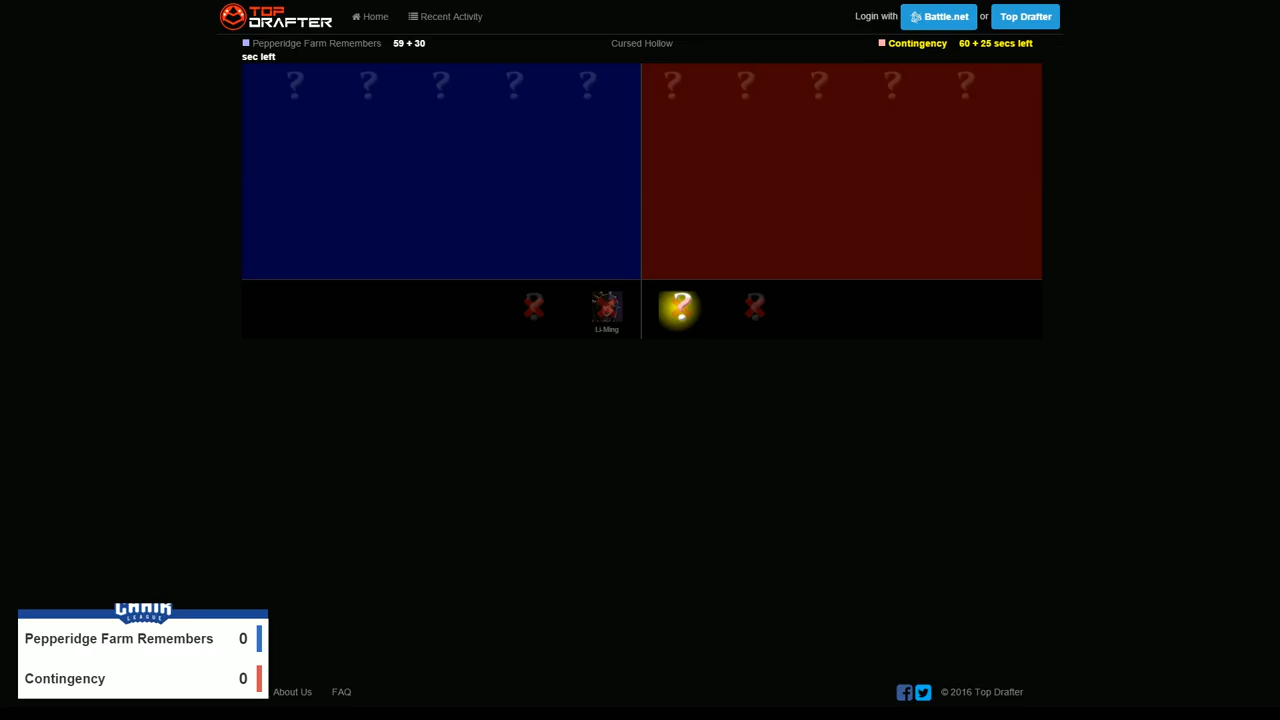 TOP DRAFTER
Home
Recent Activity
Login with Battle.net or Top Drafter
Pepperidge Farm Remembers 59 + 30
sec left
Cursed Hollow
Contingency 60 + 25 secs left
? ? ? ? ? ? ? ? ? ?
? ? ?
Li-Ming
CHAIR
LEAGUE
Pepperidge Farm Remembers 0
Contingency 0
About Us
FAQ
© 2016 Top Drafter